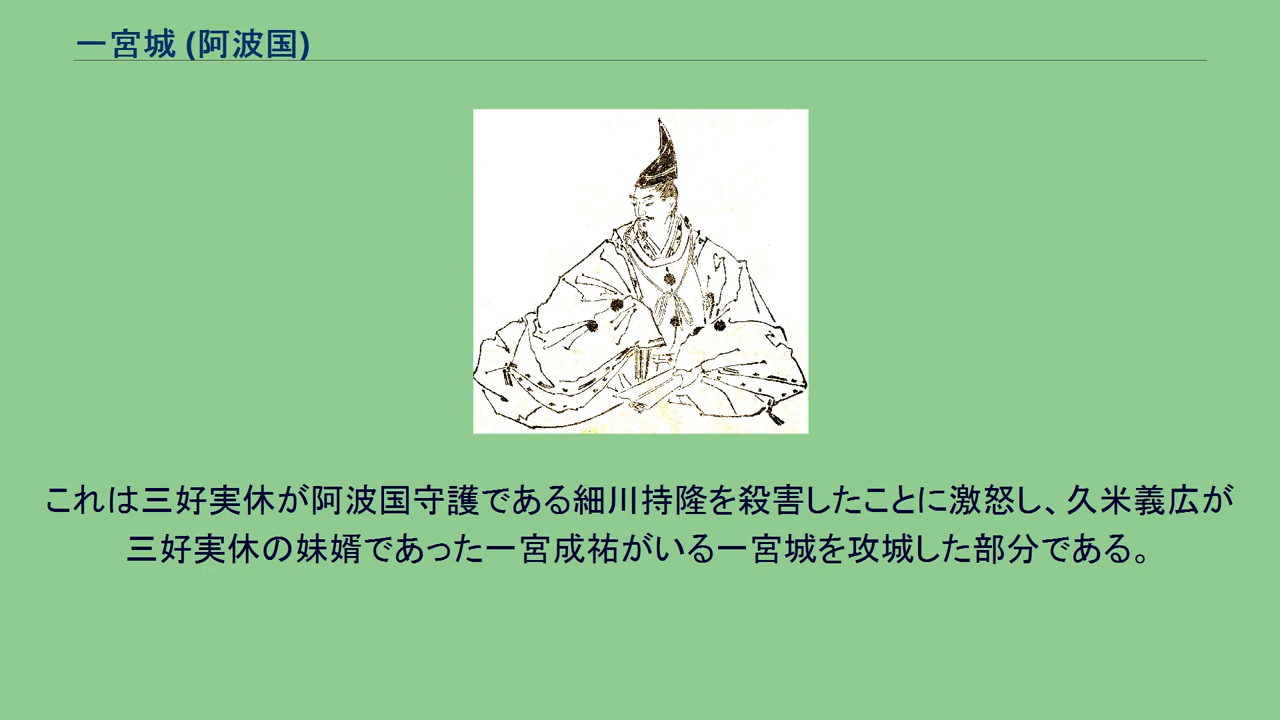 一宮城 (阿波国)
これは三好実休が阿波国守護である細川持隆を殺害したことに激怒し、久米義広が
三好実休の妹婿であった一宮成祐がいる一宮城を攻城した部分である。